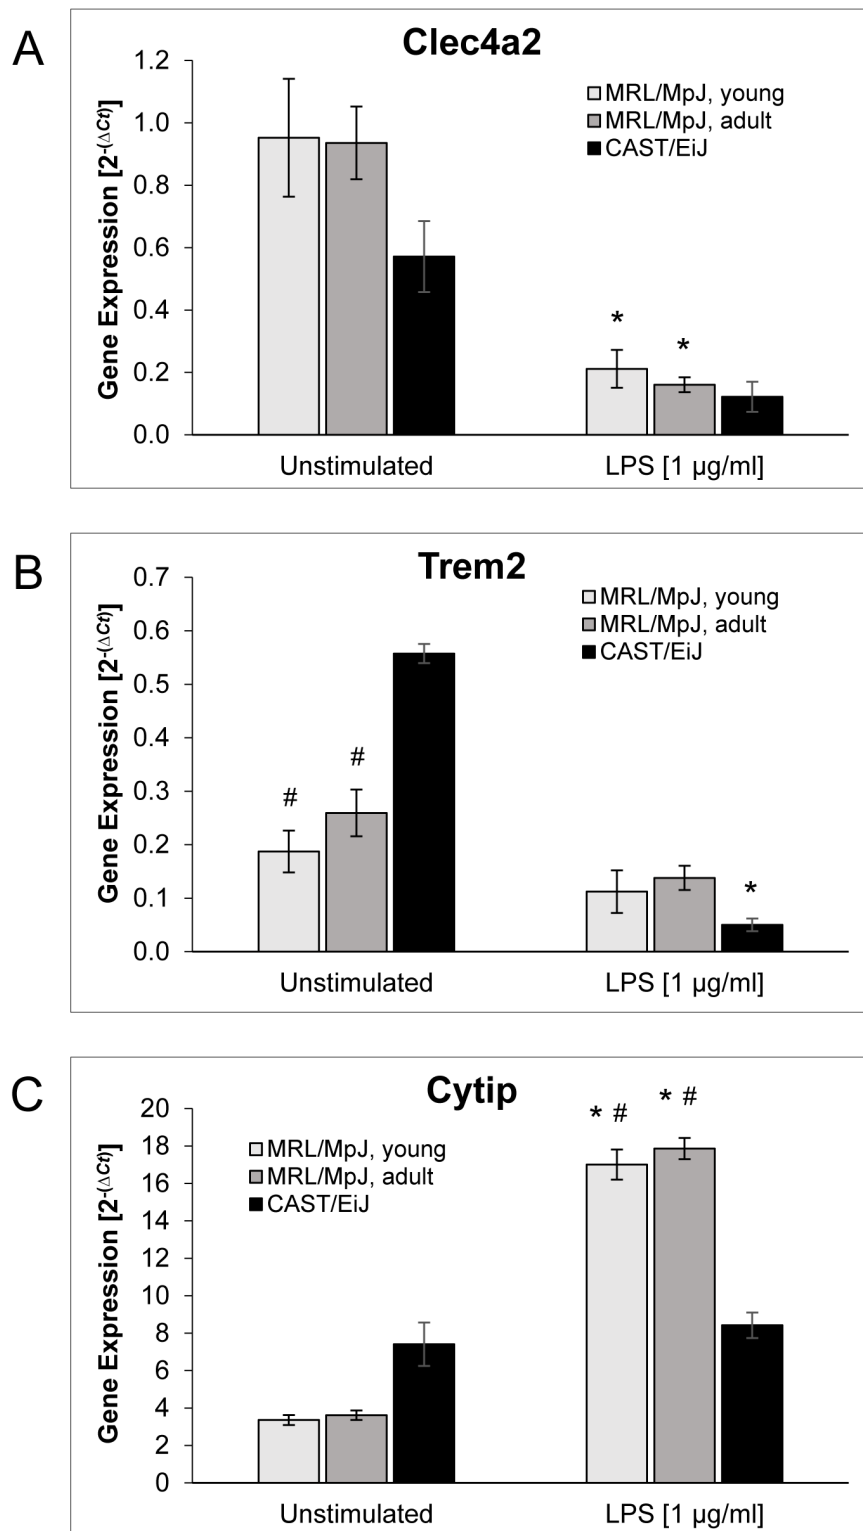 A
Clec4a2
Gene Expression [2-(ΔCt)]
1.2
1.0
0.8
0.6
0.4
0.2
0.0
MRL/MpJ, young
MRL/MpJ, adult
CAST/EiJ
*
*
Unstimulated
LPS [1 µg/ml]
B
Trem2
Gene Expression [2-(ΔCt)]
0.7
0.6
0.5
0.4
0.3
0.2
0.1
0.0
MRL/MpJ, young
MRL/MpJ, adult
CAST/EiJ
#
#
*
Unstimulated
LPS [1 µg/ml]
C
Cytip
Gene Expression [2-(ΔCt)]
20
18
16
14
12
10
8
6
4
2
0
MRL/MpJ, young
MRL/MpJ, adult
CAST/EiJ
* #
* #
Unstimulated
LPS [1 µg/ml]